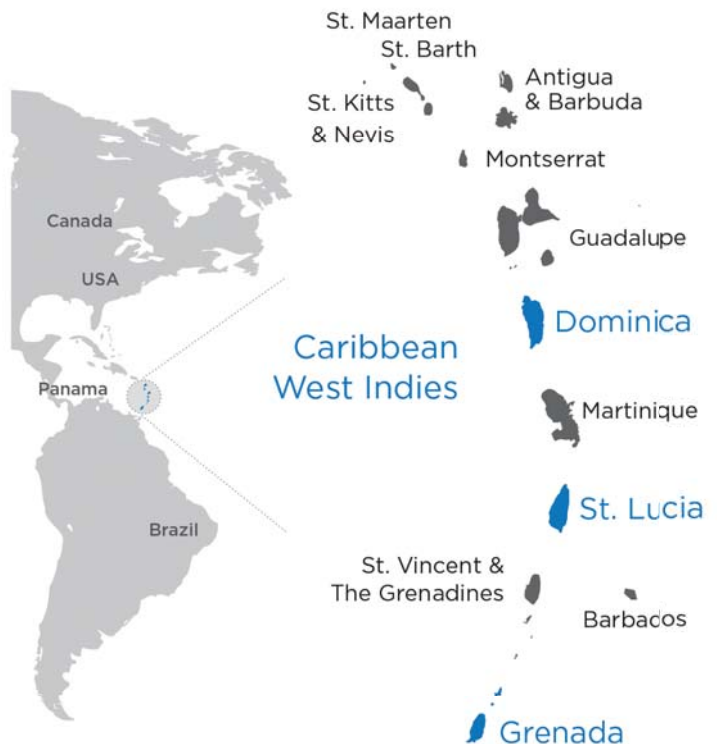 St. Maarten
St. Barth
St. Kitts
& Nevis
Antigua
& Barbuda
Montserrat
Guadalupe
Dominica
Caribbean
West Indies
Martinique
St. Lucia
St. Vincent &
The Grenadines
Barbados
Grenada
Canada
USA
Panama
Brazil